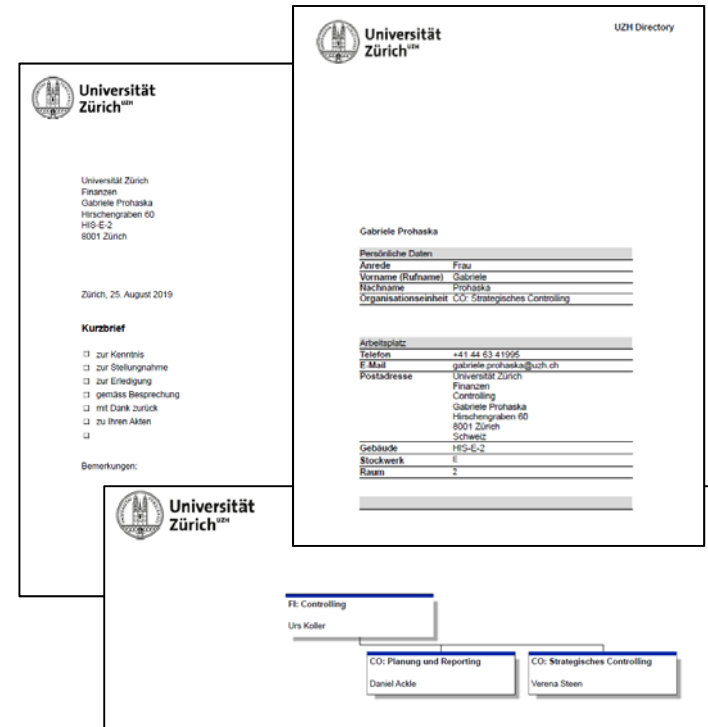 Universität
Zürich UZH
Universität Zürich
Finanzen
Gabriele Prohaska
Hirschengraben 60
HIS-E-2
8001 Zürich
Zürich, 25. August 2019
Kurzbrief
☐ zur Kenntnis
☐ zur Stellungnahme
☐ zur Erledigung
☐ gemäss Besprechung
☐ mit Dank zurück
☐ zu Ihren Akten
☐
Bemerkungen:
Universität
Zürich UZH
UZH Directory
Gabriele Prohaska
Persönliche Daten
Anrede Frau
Vorname (Rufname) Gabriele
Nachname Prohaska
Organisationseinheit CO: Strategisches Controlling
Arbeitsplatz
Telefon +41 44 63 41995
E-Mail gabriele.prohaska@uzh.ch
Postadresse Universität Zürich
Finanzen
Controlling
Gabriele Prohaska
Hirschengraben 60
8001 Zürich
Schweiz
Gebäude HIS-E-2
Stockwerk E
Raum 2
Universität
Zürich UZH
FI: Controlling
Urs Koller
CO: Planung und Reporting
Daniel Ackle
CO: Strategisches Controlling
Verena Steen